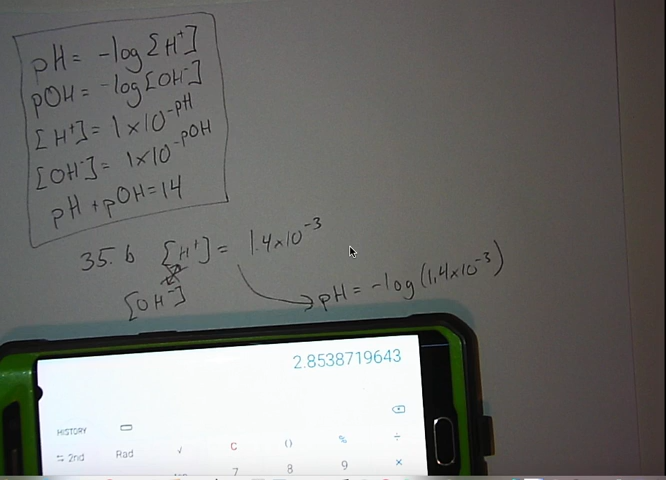 pH = -log[H⁺]
pOH = -log[OH⁻]
[H⁺] = 1×10⁻ᵖᴴ
[OH⁻] = 1×10⁻ᵖᴼᴴ
pH + pOH = 14
35.b [H⁺] = 1.4×10⁻³
[OH⁻]
pH = -log(1.4×10⁻³)
2.8538719643
HISTORY
⇆ 2nd Rad √ C () % ÷
7 8 9 ×